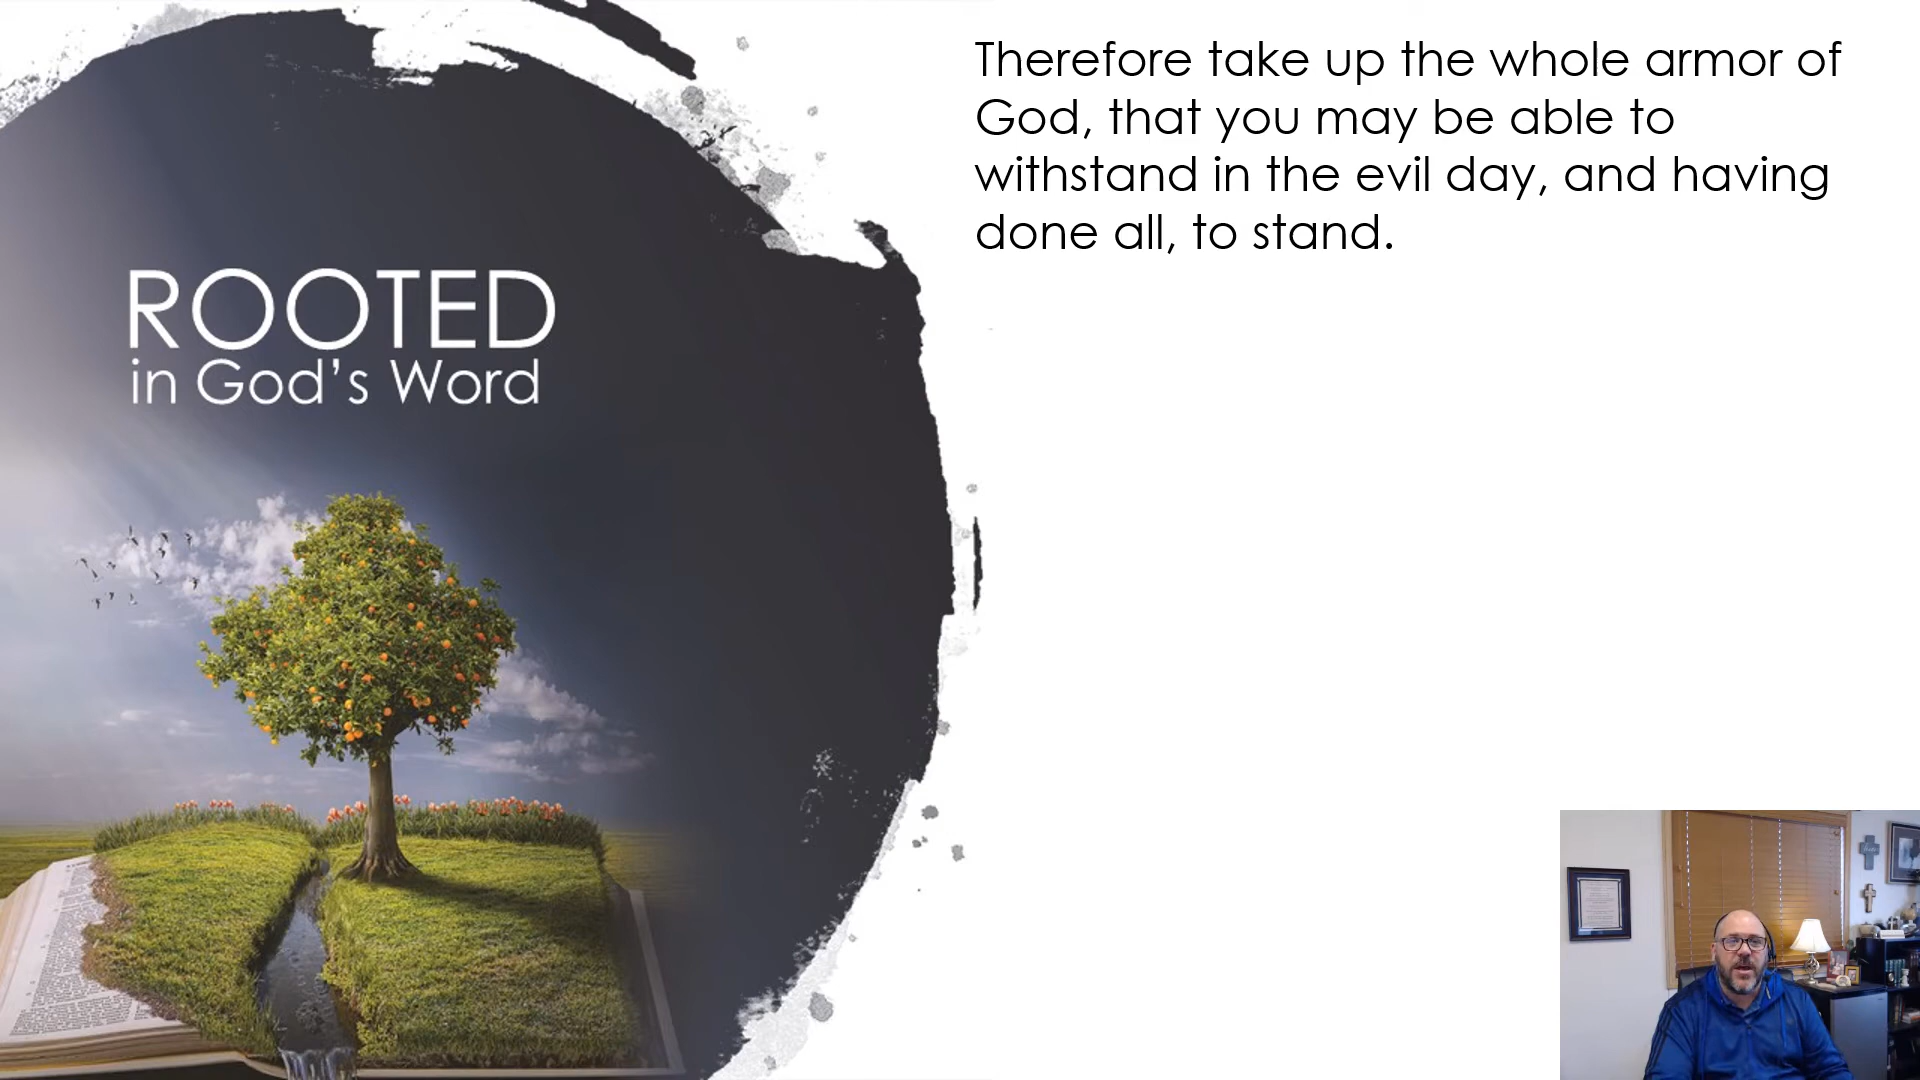 ROOTED
in God's Word
Therefore take up the whole armor of
God, that you may be able to
withstand in the evil day, and having
done all, to stand.